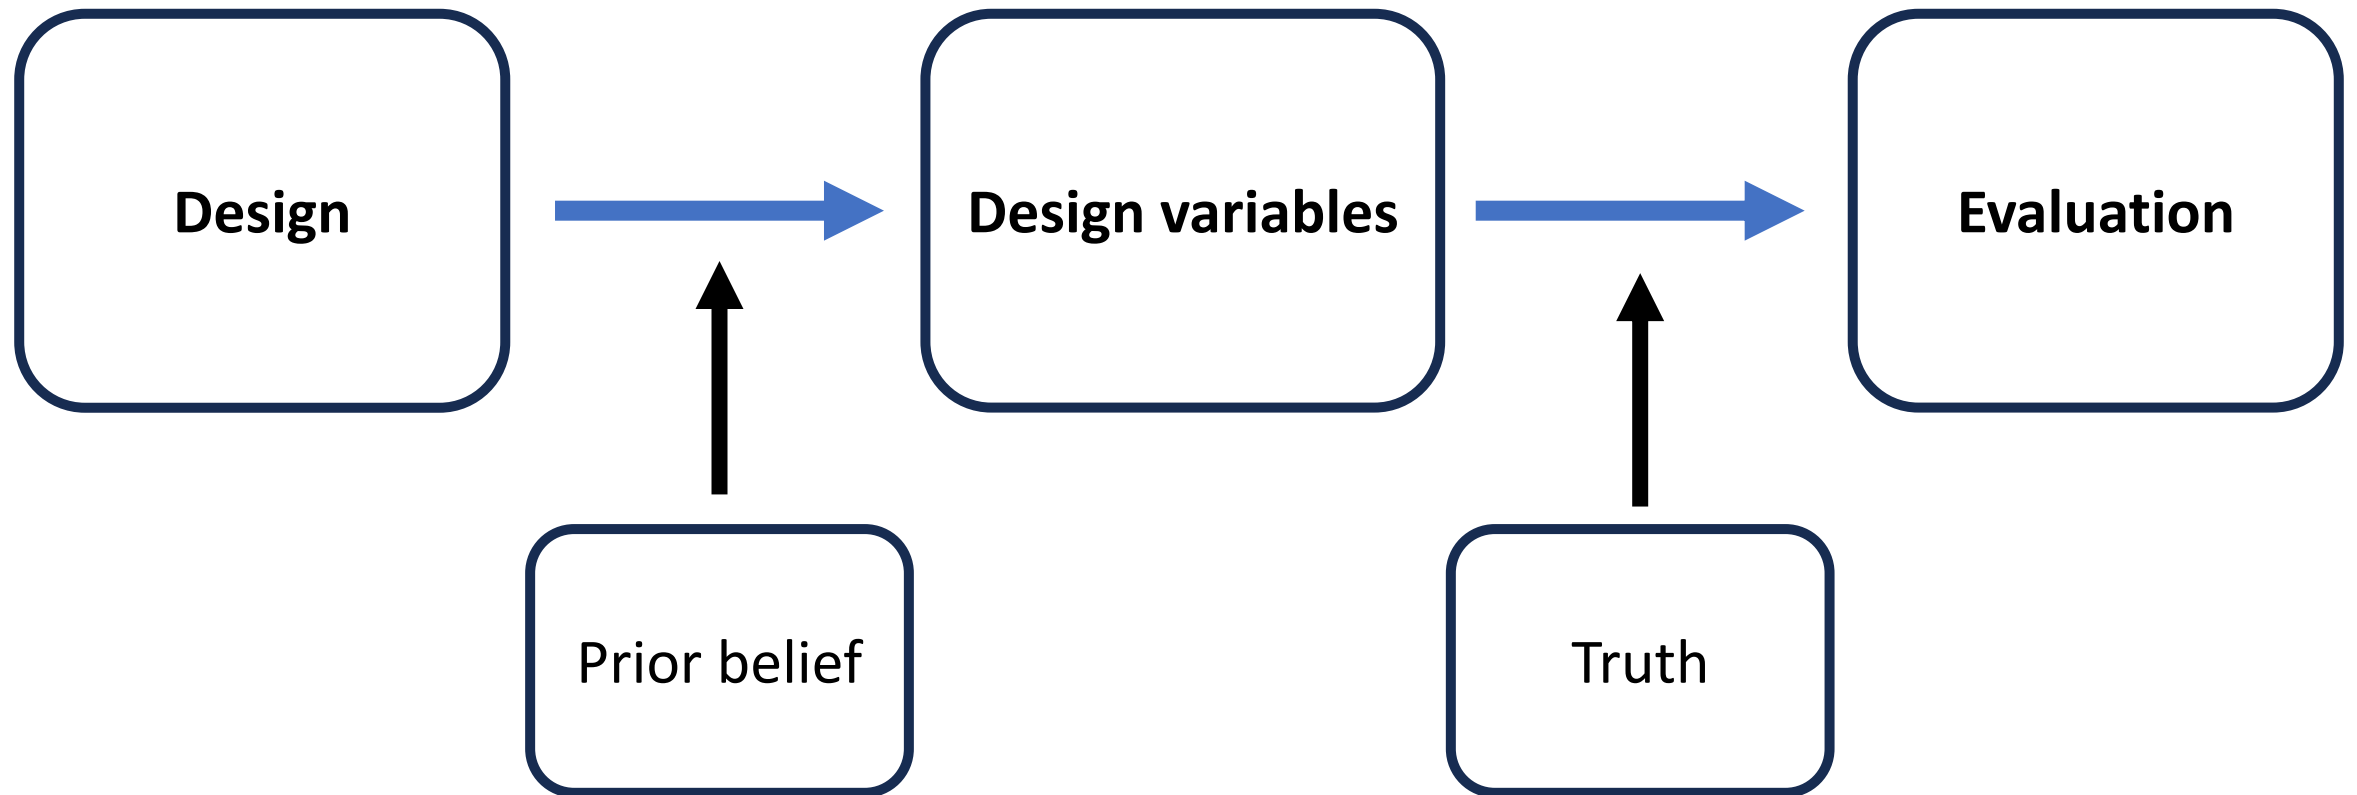 Design
Design variables
Evaluation
Prior belief
Truth